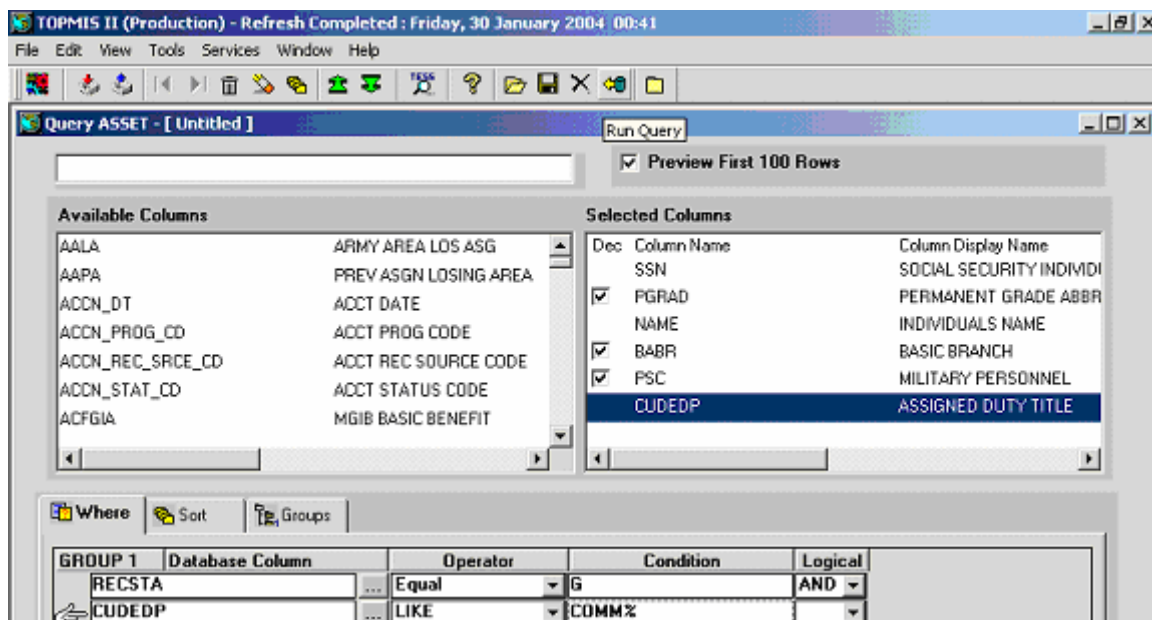 TOPMIS II (Production) - Refresh Completed : Friday, 30 January 2004 00:41
File Edit View Tools Services Window Help
TESS
Query ASSET - [ Untitled ]
Run Query
Preview First 100 Rows
Available Columns
Selected Columns
AALA ARMY AREA LOS ASG
AAPA PREV ASGN LOSING AREA
ACCN_DT ACCT DATE
ACCN_PROG_CD ACCT PROG CODE
ACCN_REC_SRCE_CD ACCT REC SOURCE CODE
ACCN_STAT_CD ACCT STATUS CODE
ACFGIA MGIB BASIC BENEFIT
Dec Column Name Column Display Name
SSN SOCIAL SECURITY INDIVIDU
PGRAD PERMANENT GRADE ABBR
NAME INDIVIDUALS NAME
BABR BASIC BRANCH
PSC MILITARY PERSONNEL
CUDEDP ASSIGNED DUTY TITLE
Where Sort Groups
GROUP 1 Database Column Operator Condition Logical
RECSTA ... Equal G AND
CUDEDP ... LIKE COMM%